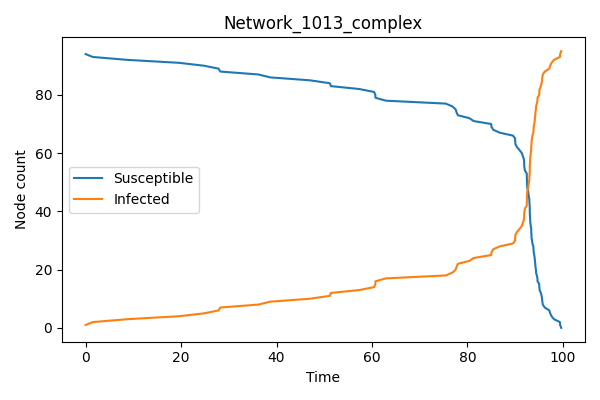 Network_1013_complex
Node count
80
60
40
20
0
Susceptible
Infected
0 20 40 60 80 100
Time